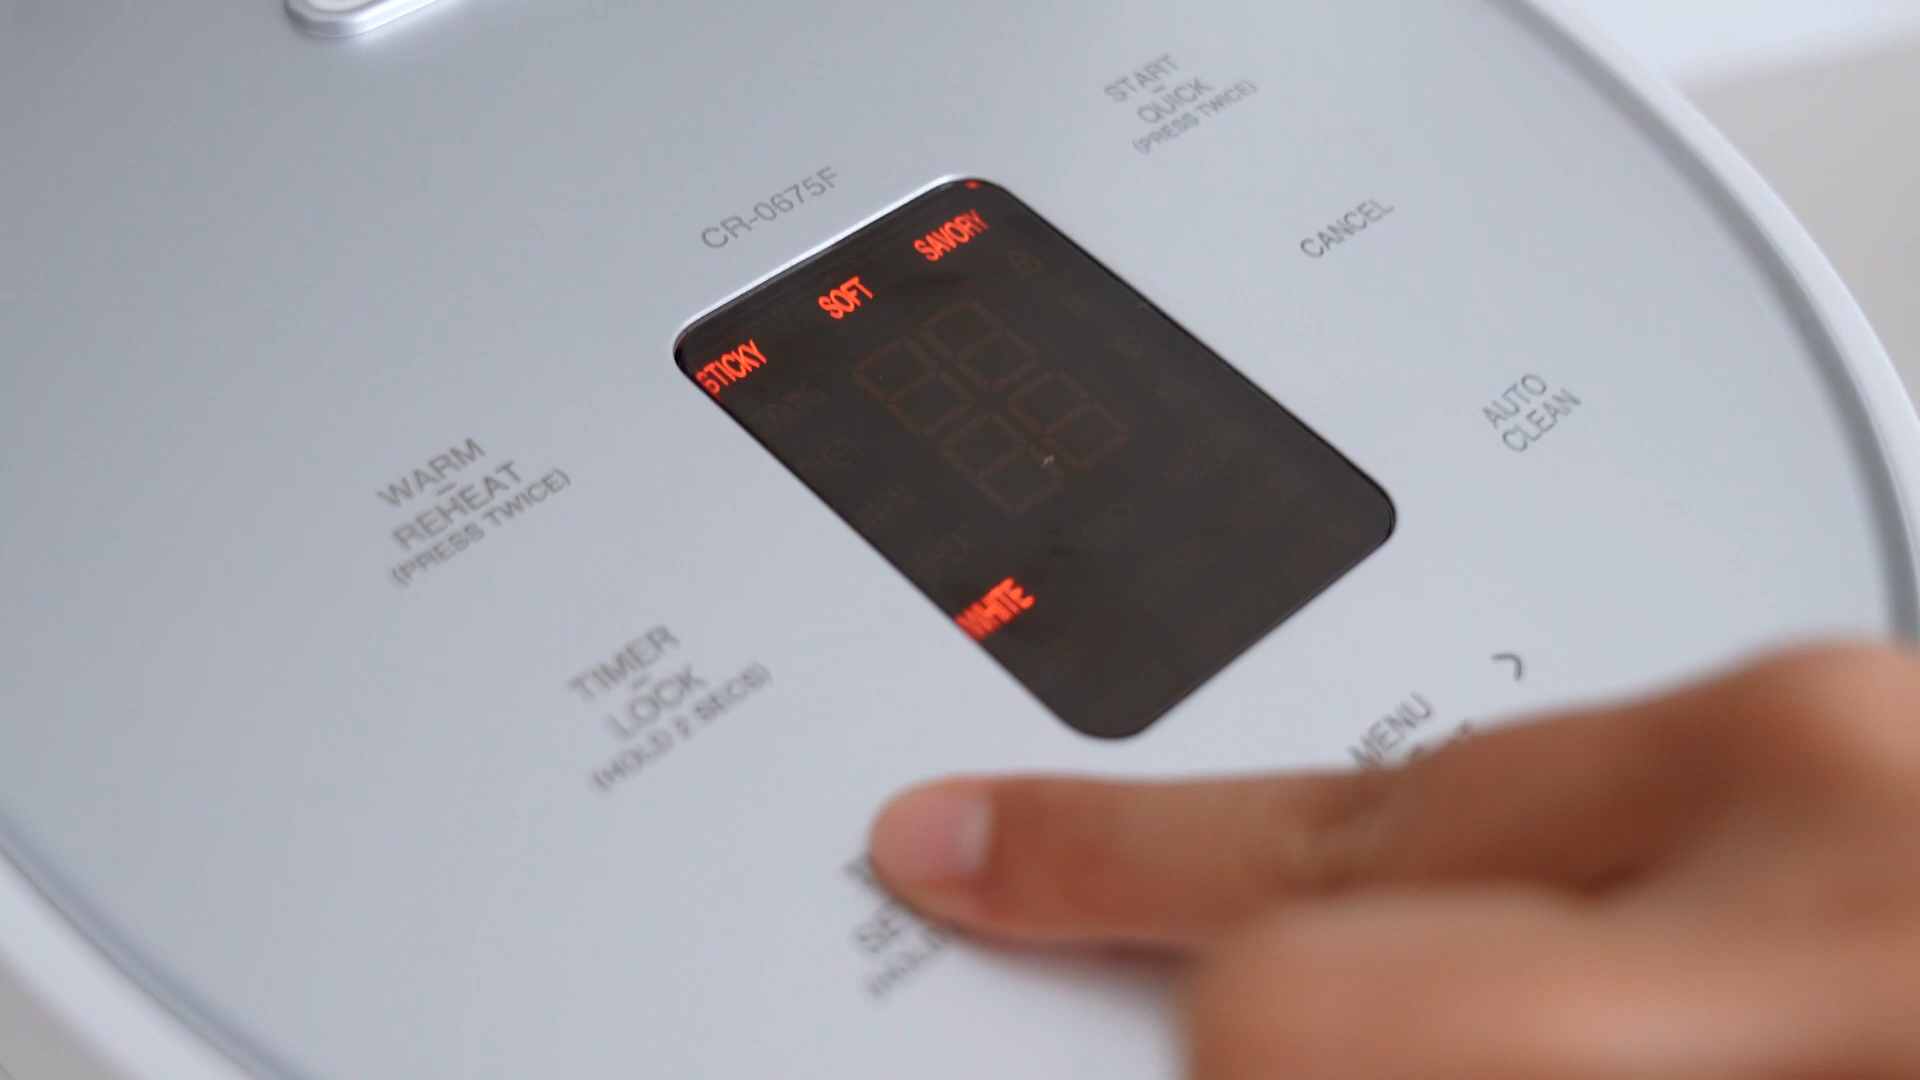 START
QUICK
(PRESS TWICE)
CANCEL
AUTO
CLEAN
CR-0675F
SAVORY
SOFT
STICKY
WHITE
WARM
REHEAT
(PRESS TWICE)
TIMER
LOCK
(HOLD 2 SECS)
MENU